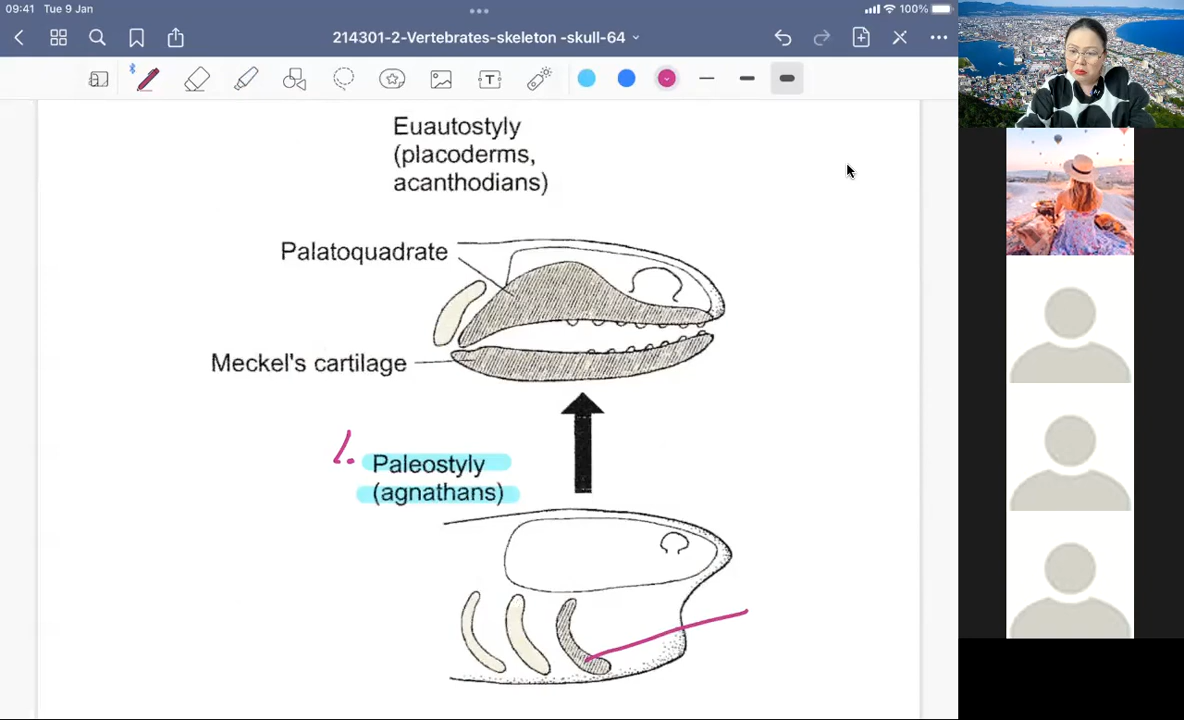 09:41 Tue 9 Jan
100%
214301-2-Vertebrates-skeleton -skull-64
Euautostyly
(placoderms,
acanthodians)
Palatoquadrate
Meckel's cartilage
1.
Paleostyly
(agnathans)